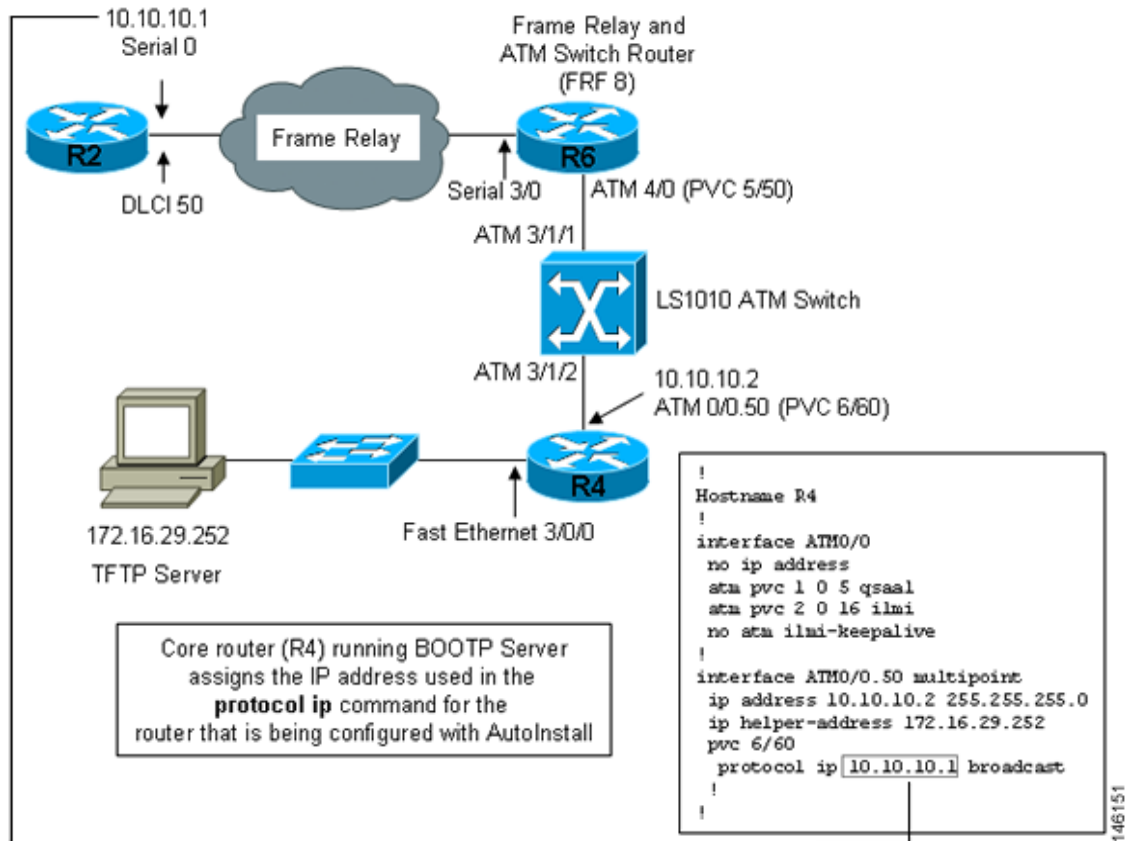 10.10.10.1
Serial 0
Frame Relay and
ATM Switch Router
(FRF 8)
Frame Relay
R2
R6
DLCI 50
Serial 3/0
ATM 4/0 (PVC 5/50)
ATM 3/1/1
LS1010 ATM Switch
ATM 3/1/2
10.10.10.2
ATM 0/0.50 (PVC 6/60)
R4
172.16.29.252
TFTP Server
Fast Ethernet 3/0/0
Core router (R4) running BOOTP Server
assigns the IP address used in the
protocol ip command for the
router that is being configured with AutoInstall
!
Hostname R4
!
interface ATM0/0
no ip address
atm pvc 1 0 5 qsaal
atm pvc 2 0 16 ilmi
no atm ilmi-keepalive
!
interface ATM0/0.50 multipoint
ip address 10.10.10.2 255.255.255.0
ip helper-address 172.16.29.252
pvc 6/60
protocol ip 10.10.10.1 broadcast
!
!
146151